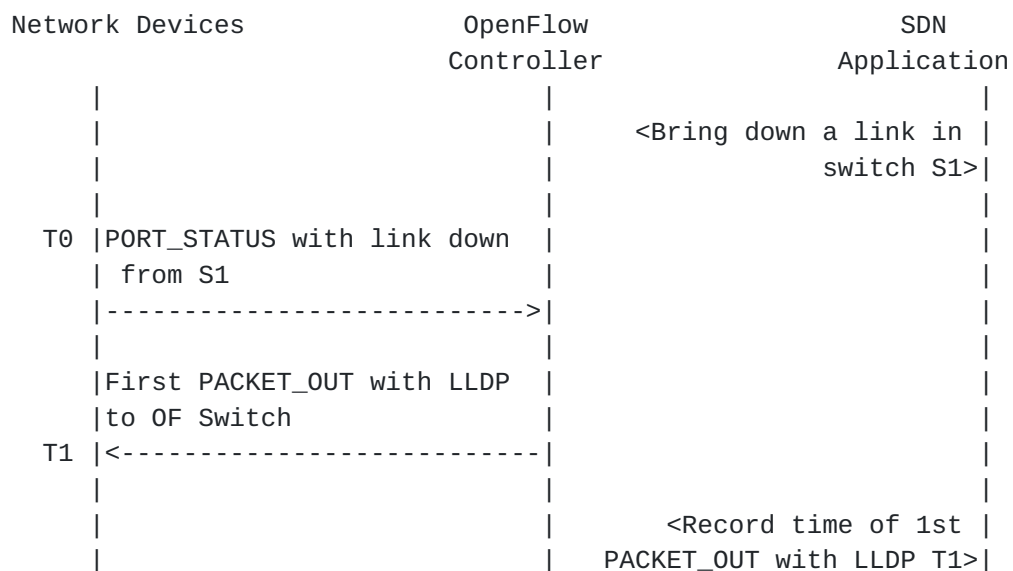 Network Devices OpenFlow SDN
Controller Application
| | |
| | <Bring down a link in |
| | switch S1>|
| | |
T0 |PORT_STATUS with link down | |
| from S1 | |
|--------------------------->| |
| | |
|First PACKET_OUT with LLDP | |
|to OF Switch | |
T1 |<---------------------------| |
| | |
| | <Record time of 1st |
| | PACKET_OUT with LLDP T1>|